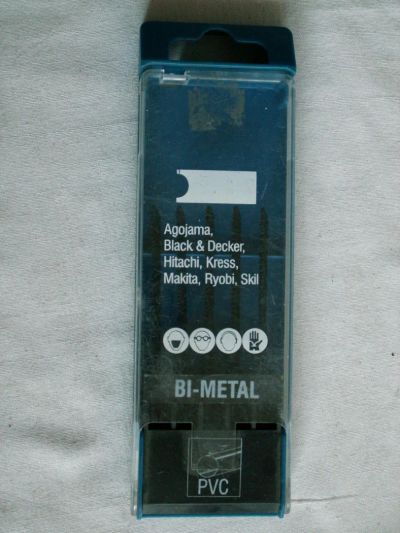 Agojama,
Black & Decker,
Hitachi, Kress,
Makita, Ryobi, Skil
BI-METAL
PVC